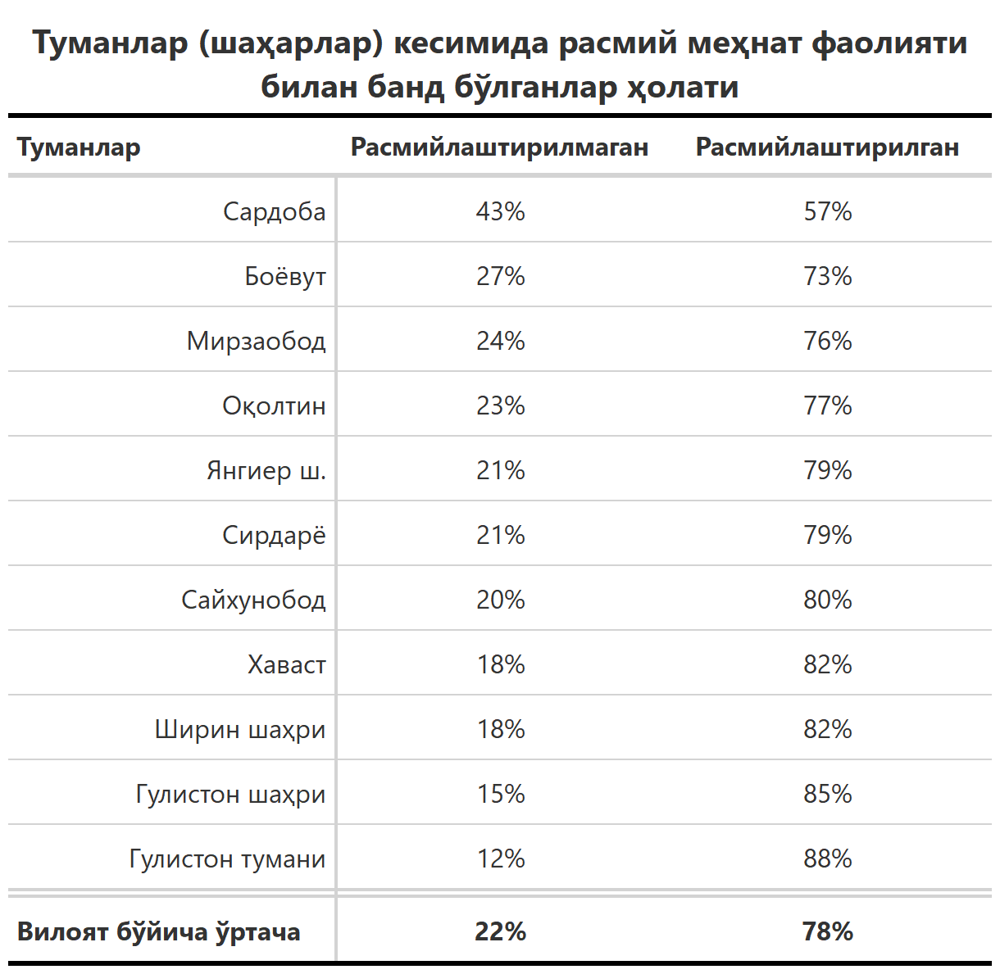 Туманлар (шаҳарлар) кесимида расмий меҳнат фаолияти
билан банд бўлганлар ҳолати
Туманлар Расмийлаштирилмаган Расмийлаштирилган
Сардоба 43% 57%
Боёвут 27% 73%
Мирзаобод 24% 76%
Оқолтин 23% 77%
Янгиер ш. 21% 79%
Сирдарё 21% 79%
Сайхунобод 20% 80%
Хаваст 18% 82%
Ширин шаҳри 18% 82%
Гулистон шаҳри 15% 85%
Гулистон тумани 12% 88%
Вилоят бўйича ўртача 22% 78%